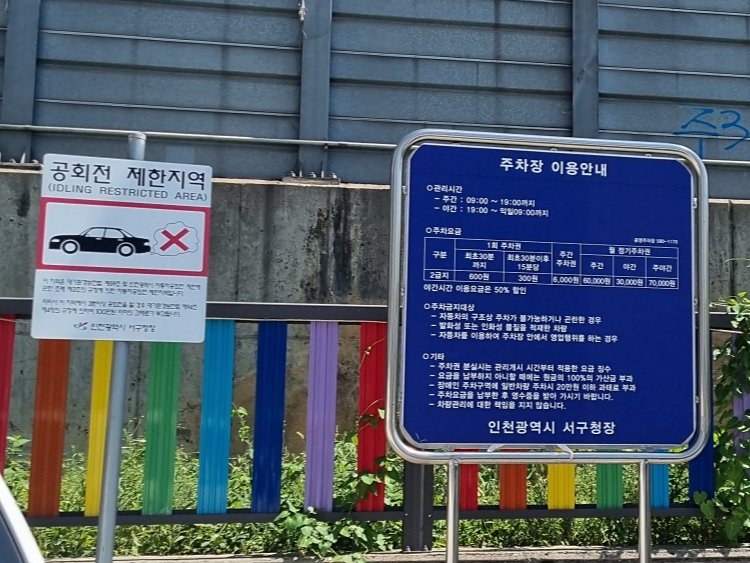 공회전 제한지역
(IDLING RESTRICTED AREA)
인천광역시 서구청장
주차장 이용안내
○관리시간
- 주간 : 09:00 ~ 19:00까지
- 야간 : 19:00 ~ 익일09:00까지
○주차요금
구분 1회 주차권 주간 주차권 월 정기주차권
최초30분까지 최초30분이후 15분당 주간 야간 주야간
2급지 600원 300원 6,000원 60,000원 30,000원 70,000원
야간시간 이용요금은 50% 할인
○주차금지대상
- 자동차의 구조상 주차가 불가능하거나 곤란한 경우
- 발화성 또는 인화성 물질을 적재한 차량
- 자동차를 이용하여 주차장 안에서 영업행위를 하는 경우
○기타
- 주차권 분실시는 관리개시 시간부터 적용한 요금 징수
- 요금을 납부하지 아니할 때에는 원금의 100%의 가산금 부과
- 장애인 주차구역에 일반차량 주차시 20만원 이하 과태료 부과
- 주차요금을 납부한 후 영수증을 받아 가시기 바랍니다.
- 차량관리에 대한 책임을 지지 않습니다.
인천광역시 서구청장
주3